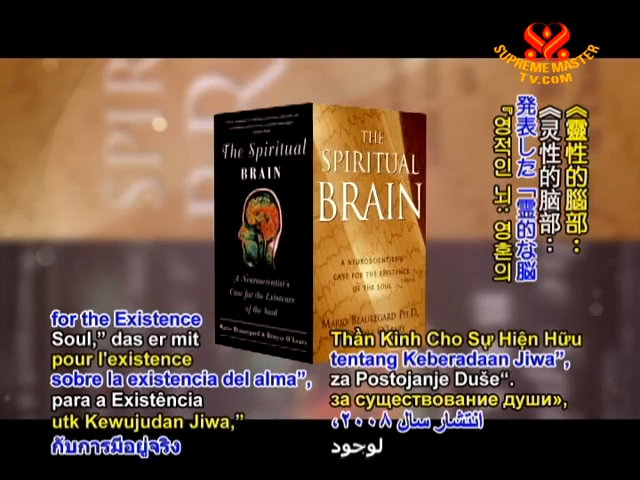 SUPREME MASTER
TV.COM
The Spiritual
BRAIN
A Neuroscientist's
Case for the Existence
of the Soul
Mario Beauregard & Denyse O'Leary
THE
SPIRITUAL
BRAIN
A NEUROSCIENTIST'S
CASE FOR THE EXISTENCE
OF THE SOUL
MARIO BEAUREGARD PH.D.
《靈性的腦部：
《灵性的脑部：
発表した「霊的な脳
『영적인 뇌: 영혼의
for the Existence
Soul,” das er mit
pour l'existence
sobre la existencia del alma”,
para a Existência
utk Kewujudan Jiwa,”
กับการมีอยู่จริง
Thần Kinh Cho Sự Hiện Hữu
tentang Keberadaan Jiwa”,
za Postojanje Duše“.
за существование души»,
انتشار سال ۲۰۰۸،
لوجود